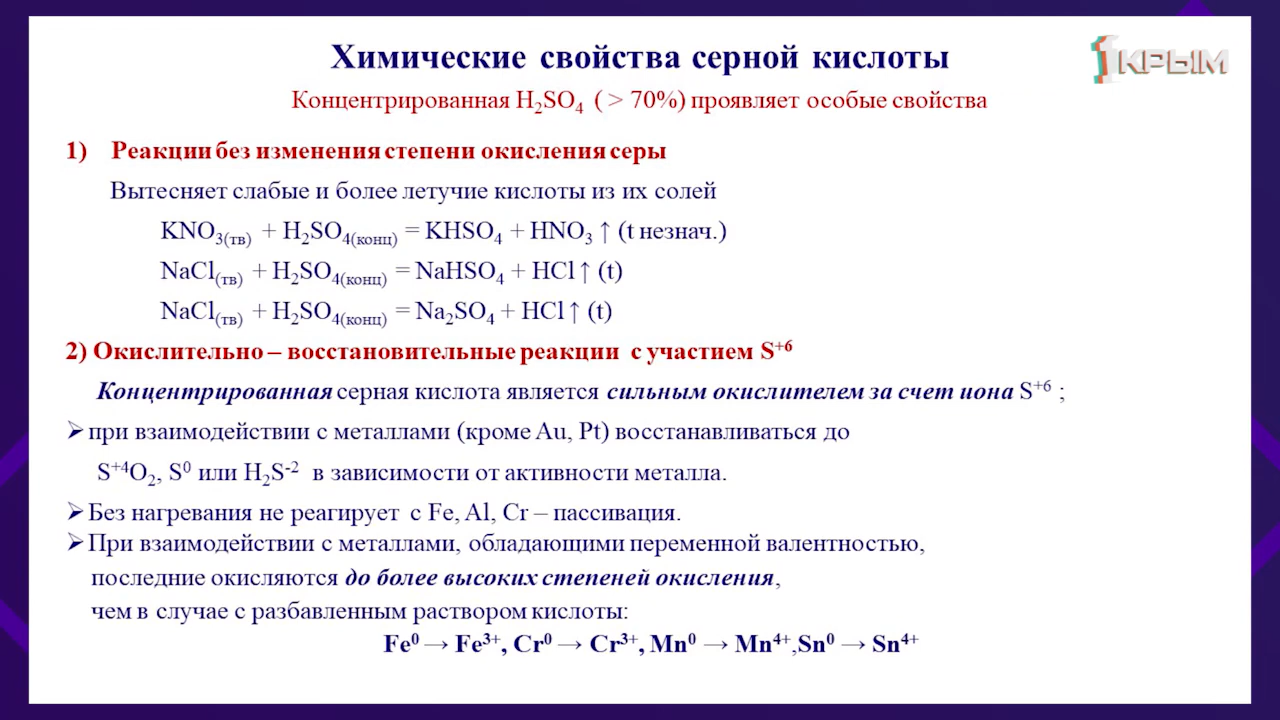 Химические свойства серной кислоты
1 КРЫМ
Концентрированная H₂SO₄ ( > 70%) проявляет особые свойства
1) Реакции без изменения степени окисления серы
Вытесняет слабые и более летучие кислоты из их солей
KNO₃(тв) + H₂SO₄(конц) = KHSO₄ + HNO₃ ↑ (t незнач.)
NaCl(тв) + H₂SO₄(конц) = NaHSO₄ + HCl ↑ (t)
NaCl(тв) + H₂SO₄(конц) = Na₂SO₄ + HCl ↑ (t)
2) Окислительно – восстановительные реакции с участием S⁺⁶
Концентрированная серная кислота является сильным окислителем за счет иона S⁺⁶ ;
➢ при взаимодействии с металлами (кроме Au, Pt) восстанавливаться до
S⁺⁴O₂, S⁰ или H₂S⁻² в зависимости от активности металла.
➢ Без нагревания не реагирует с Fe, Al, Cr – пассивация.
➢ При взаимодействии с металлами, обладающими переменной валентностью,
последние окисляются до более высоких степеней окисления,
чем в случае с разбавленным раствором кислоты:
Fe⁰ → Fe³⁺, Cr⁰ → Cr³⁺, Mn⁰ → Mn⁴⁺,Sn⁰ → Sn⁴⁺